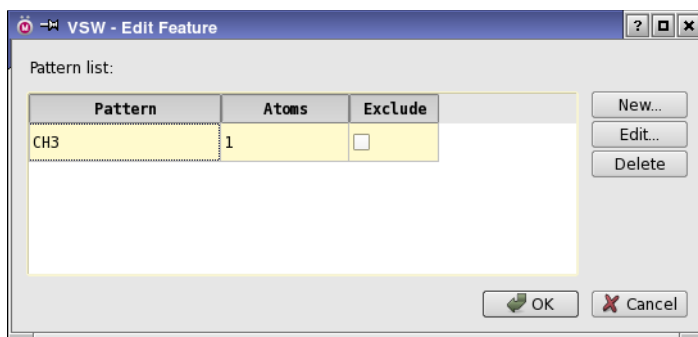 VSW - Edit Feature
Pattern list:
Pattern Atoms Exclude
CH3 1
New...
Edit...
Delete
OK Cancel